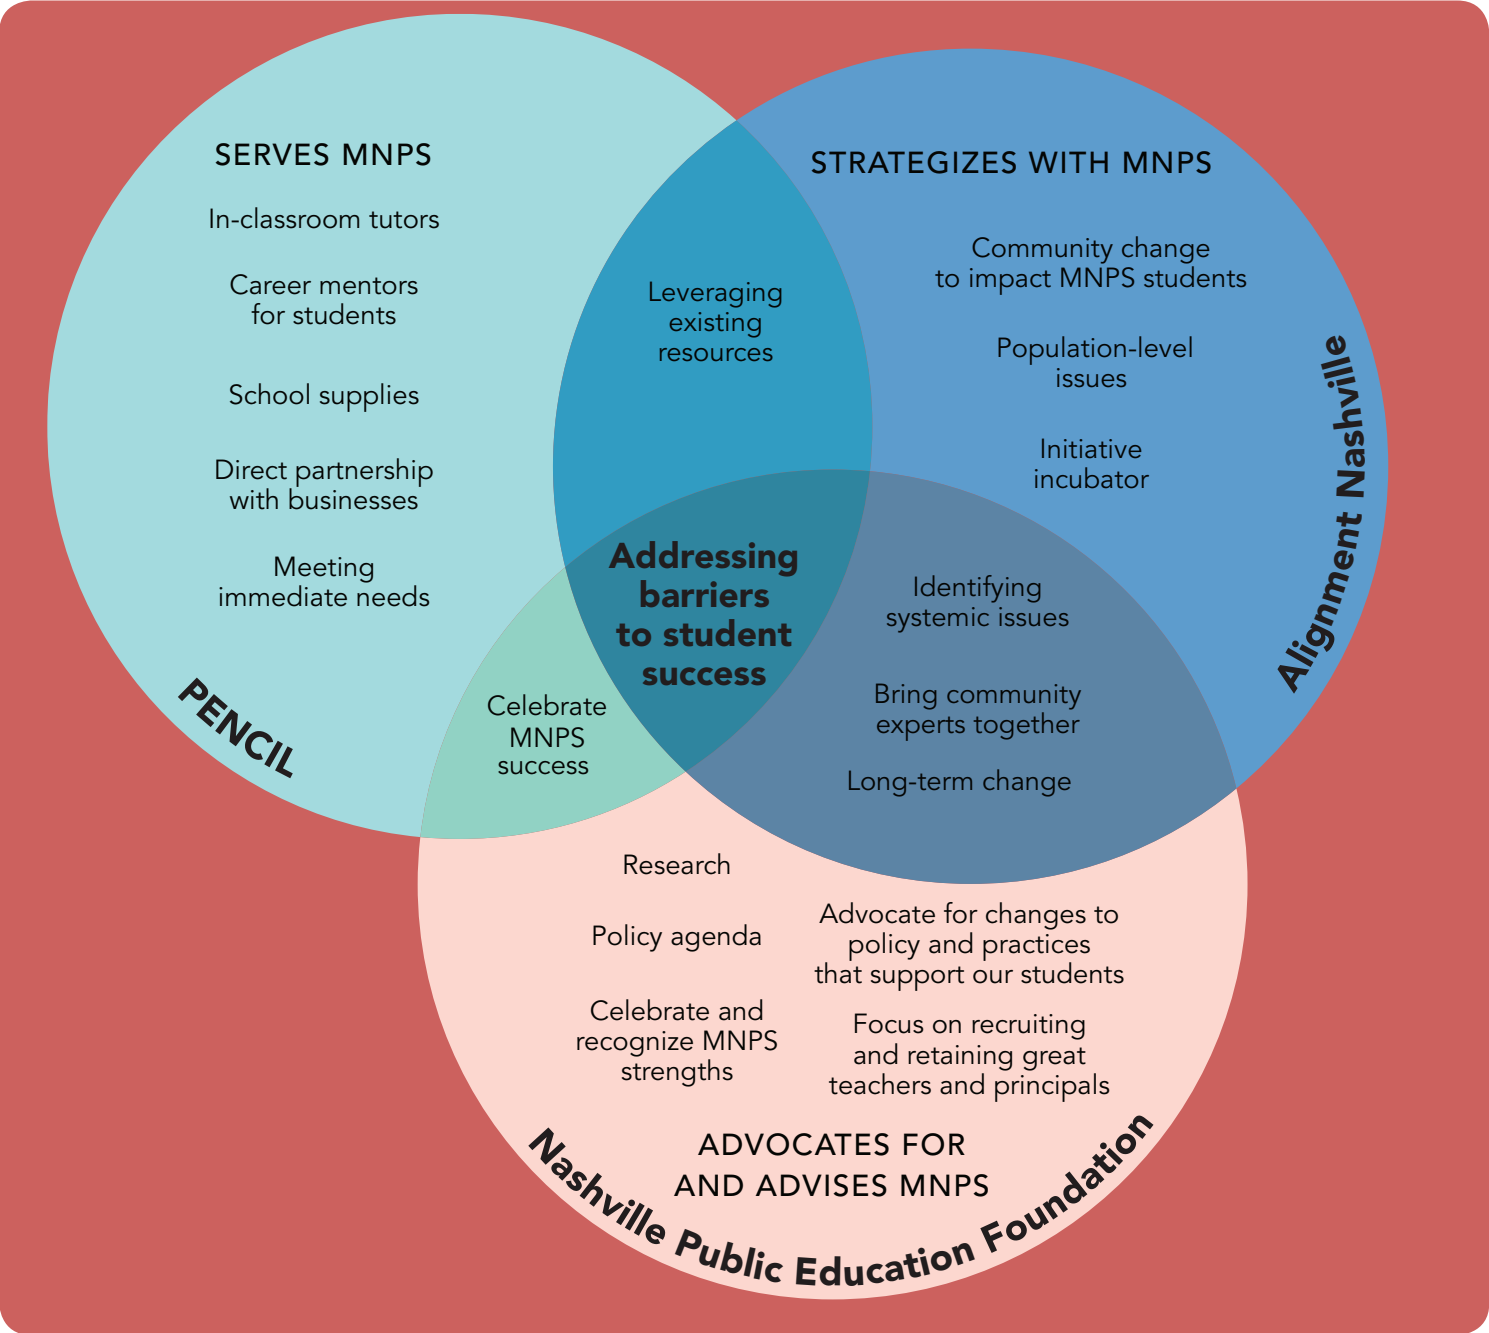 SERVES MNPS
In-classroom tutors
Career mentors
for students
School supplies
Direct partnership
with businesses
Meeting
immediate needs
PENCIL
Leveraging
existing
resources
STRATEGIZES WITH MNPS
Community change
to impact MNPS students
Population-level
issues
Initiative
incubator
Alignment Nashville
Addressing
barriers
to student
success
Identifying
systemic issues
Bring community
experts together
Long-term change
Celebrate
MNPS
success
Research
Policy agenda
Celebrate and
recognize MNPS
strengths
Advocate for changes to
policy and practices
that support our students
Focus on recruiting
and retaining great
teachers and principals
ADVOCATES FOR
AND ADVISES MNPS
Nashville Public Education Foundation